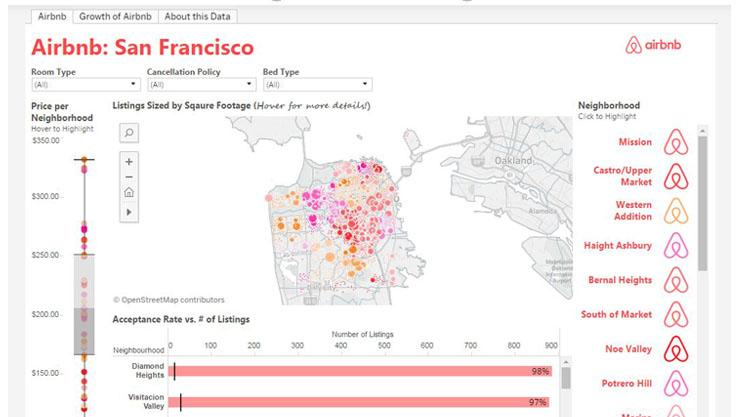 Airbnb
Growth of Airbnb
About this Data
Airbnb: San Francisco
airbnb
Room Type
Cancellation Policy
Bed Type
(All)
(All)
(All)
Price per
Neighborhood
Hover to Highlight
$350.00
$300.00
$250.00
$200.00
$150.00
Listings Sized by Sqaure Footage (Hover for more details!)
Oakland
Alameda
© OpenStreetMap contributors
Acceptance Rate vs. # of Listings
Number of Listings
Neighbourhood
0
100
200
300
400
500
600
700
800
900
Diamond
Heights
98%
Visitacion
Valley
97%
Neighborhood
Click to Highlight
Mission
Castro/Upper
Market
Western
Addition
Haight Ashbury
Bernal Heights
South of Market
Noe Valley
Potrero Hill